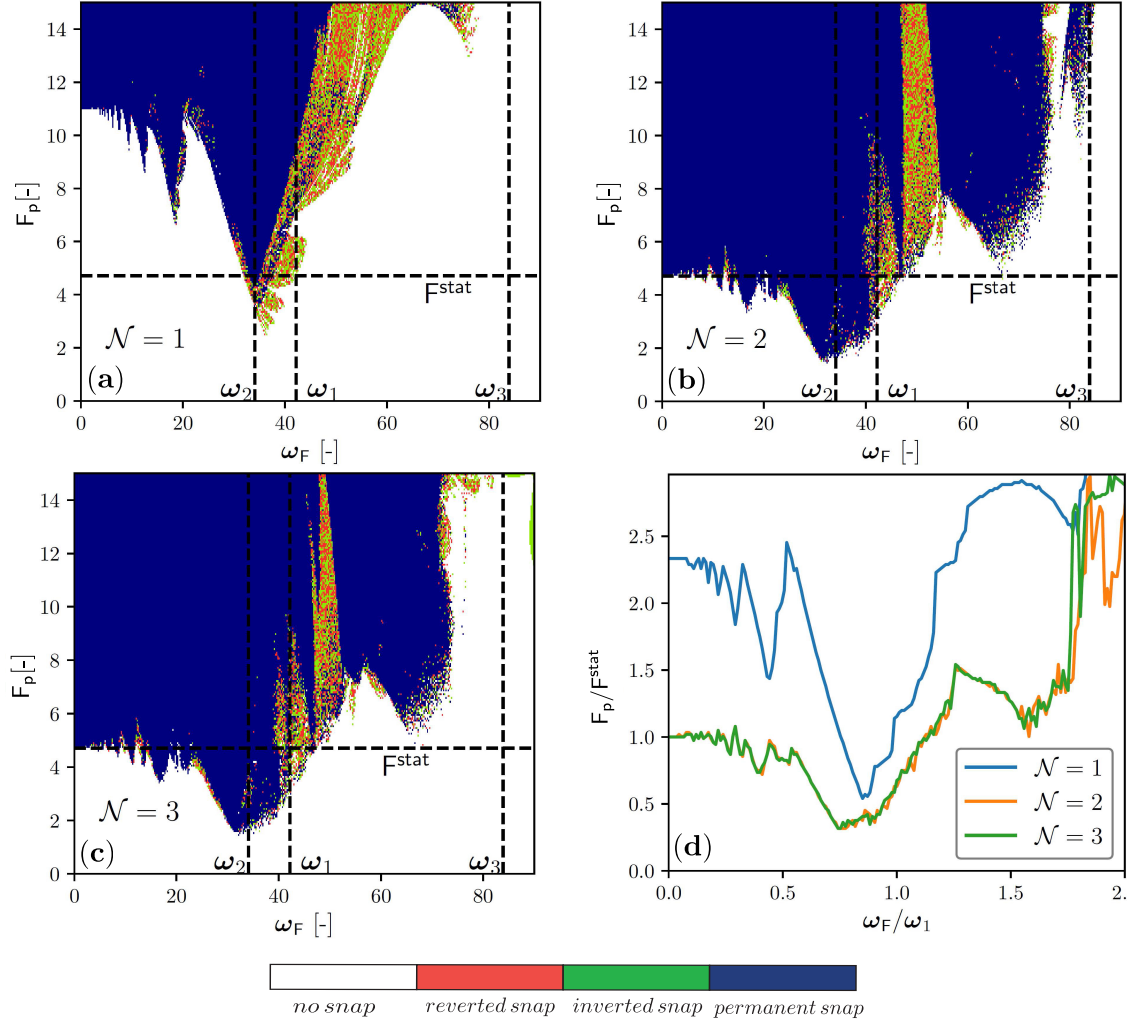 14
12
10
8
6
4
2
0
F_p[-]
F^stat
𝒩 = 1
(a)
ω_2 ω_1 ω_3
0 20 40 60 80
ω_F [-]
14
12
10
8
6
4
2
0
F_p[-]
F^stat
𝒩 = 2
(b)
ω_2 ω_1 ω_3
0 20 40 60 80
ω_F [-]
14
12
10
8
6
4
2
0
F_p[-]
F^stat
𝒩 = 3
(c)
ω_2 ω_1 ω_3
0 20 40 60 80
ω_F [-]
2.5
2.0
1.5
1.0
0.5
0.0
F_p/F^stat
𝒩 = 1
𝒩 = 2
𝒩 = 3
(d)
0.0 0.5 1.0 1.5 2.
ω_F/ω_1
no snap reverted snap inverted snap permanent snap